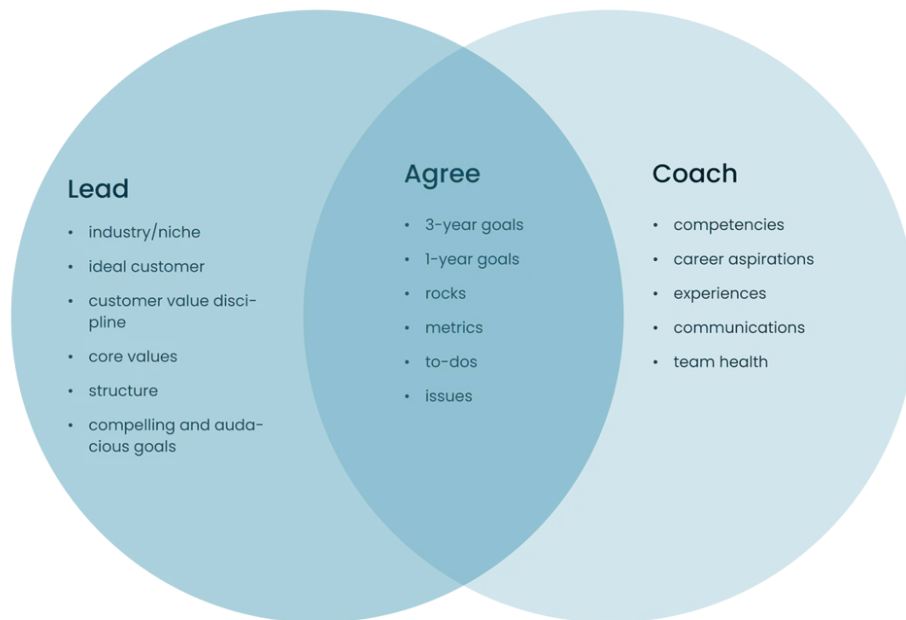 Lead
• industry/niche
• ideal customer
• customer value disci-
pline
• core values
• structure
• compelling and auda-
cious goals
Agree
• 3-year goals
• 1-year goals
• rocks
• metrics
• to-dos
• issues
Coach
• competencies
• career aspirations
• experiences
• communications
• team health